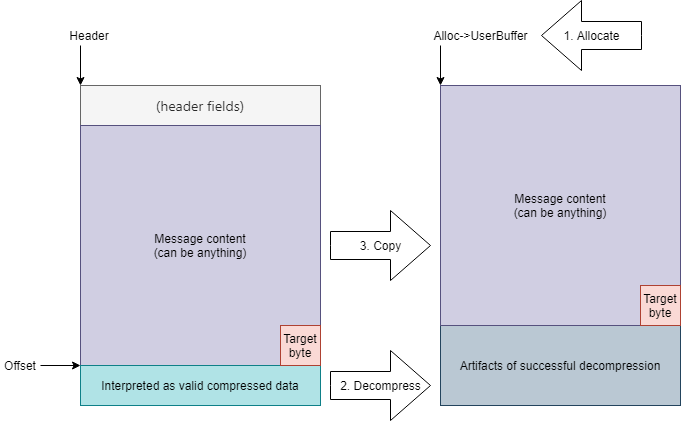 Header
Alloc->UserBuffer
1. Allocate
(header fields)
Message content
(can be anything)
Target
byte
Offset
Interpreted as valid compressed data
3. Copy
2. Decompress
Message content
(can be anything)
Target
byte
Artifacts of successful decompression